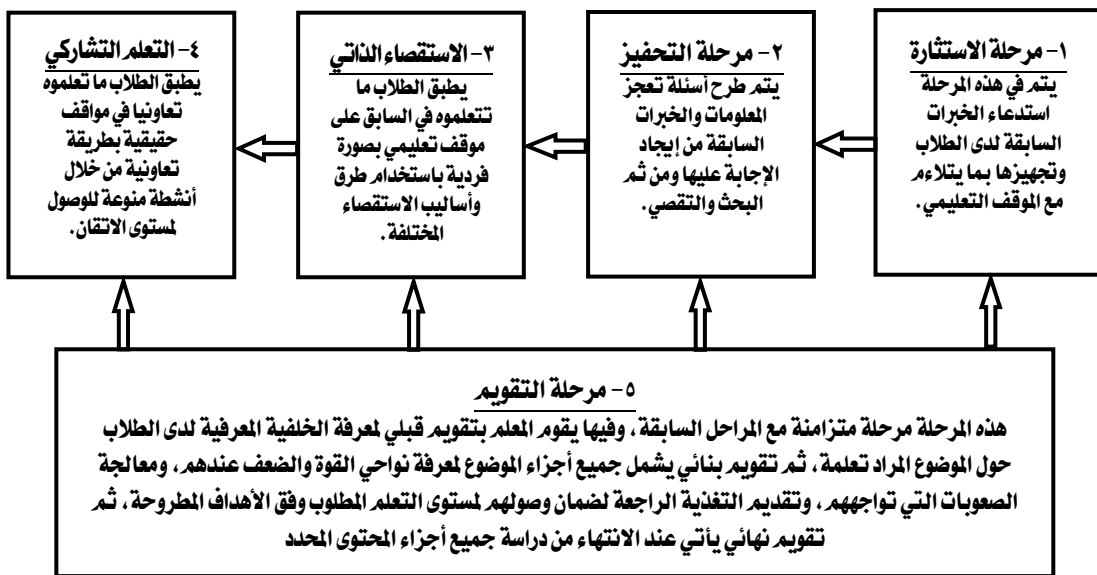 ١- مرحلة الاستثارة
يتم في هذه المرحلة
استدعاء الخبرات
السابقة لدى الطلاب
وتجهيزها بما يتلاءم
مع الموقف التعليمي.
٢- مرحلة التحفيز
يتم طرح أسئلة تعجز
المعلومات والخبرات
السابقة من إيجاد
الإجابة عليها ومن ثم
البحث والتقصي.
٣- الاستقصاء الذاتي
يطبق الطلاب ما
تتعلموه في السابق على
موقف تعليمي بصورة
فردية باستخدام طرق
وأساليب الاستقصاء
المختلفة.
٤- التعلم التشاركي
يطبق الطلاب ما تعلموه
تعاونيا في مواقف
حقيقية بطريقة
تعاونية من خلال
أنشطة منوعة للوصول
لمستوى الاتقان.
٥- مرحلة التقويم
هذه المرحلة مرحلة متزامنة مع المراحل السابقة، وفيها يقوم المعلم بتقويم قبلي لمعرفة الخلفية المعرفية لدى الطلاب
حول الموضوع المراد تعلمة، ثم تقويم بنائي يشمل جميع أجزاء الموضوع لمعرفة نواحي القوة والضعف عندهم، ومعالجة
الصعوبات التي تواجههم، وتقديم التغذية الراجعة لضمان وصولهم لمستوى التعلم المطلوب وفق الأهداف المطروحة، ثم
تقويم نهائي يأتي عند الانتهاء من دراسة جميع أجزاء المحتوى المحدد